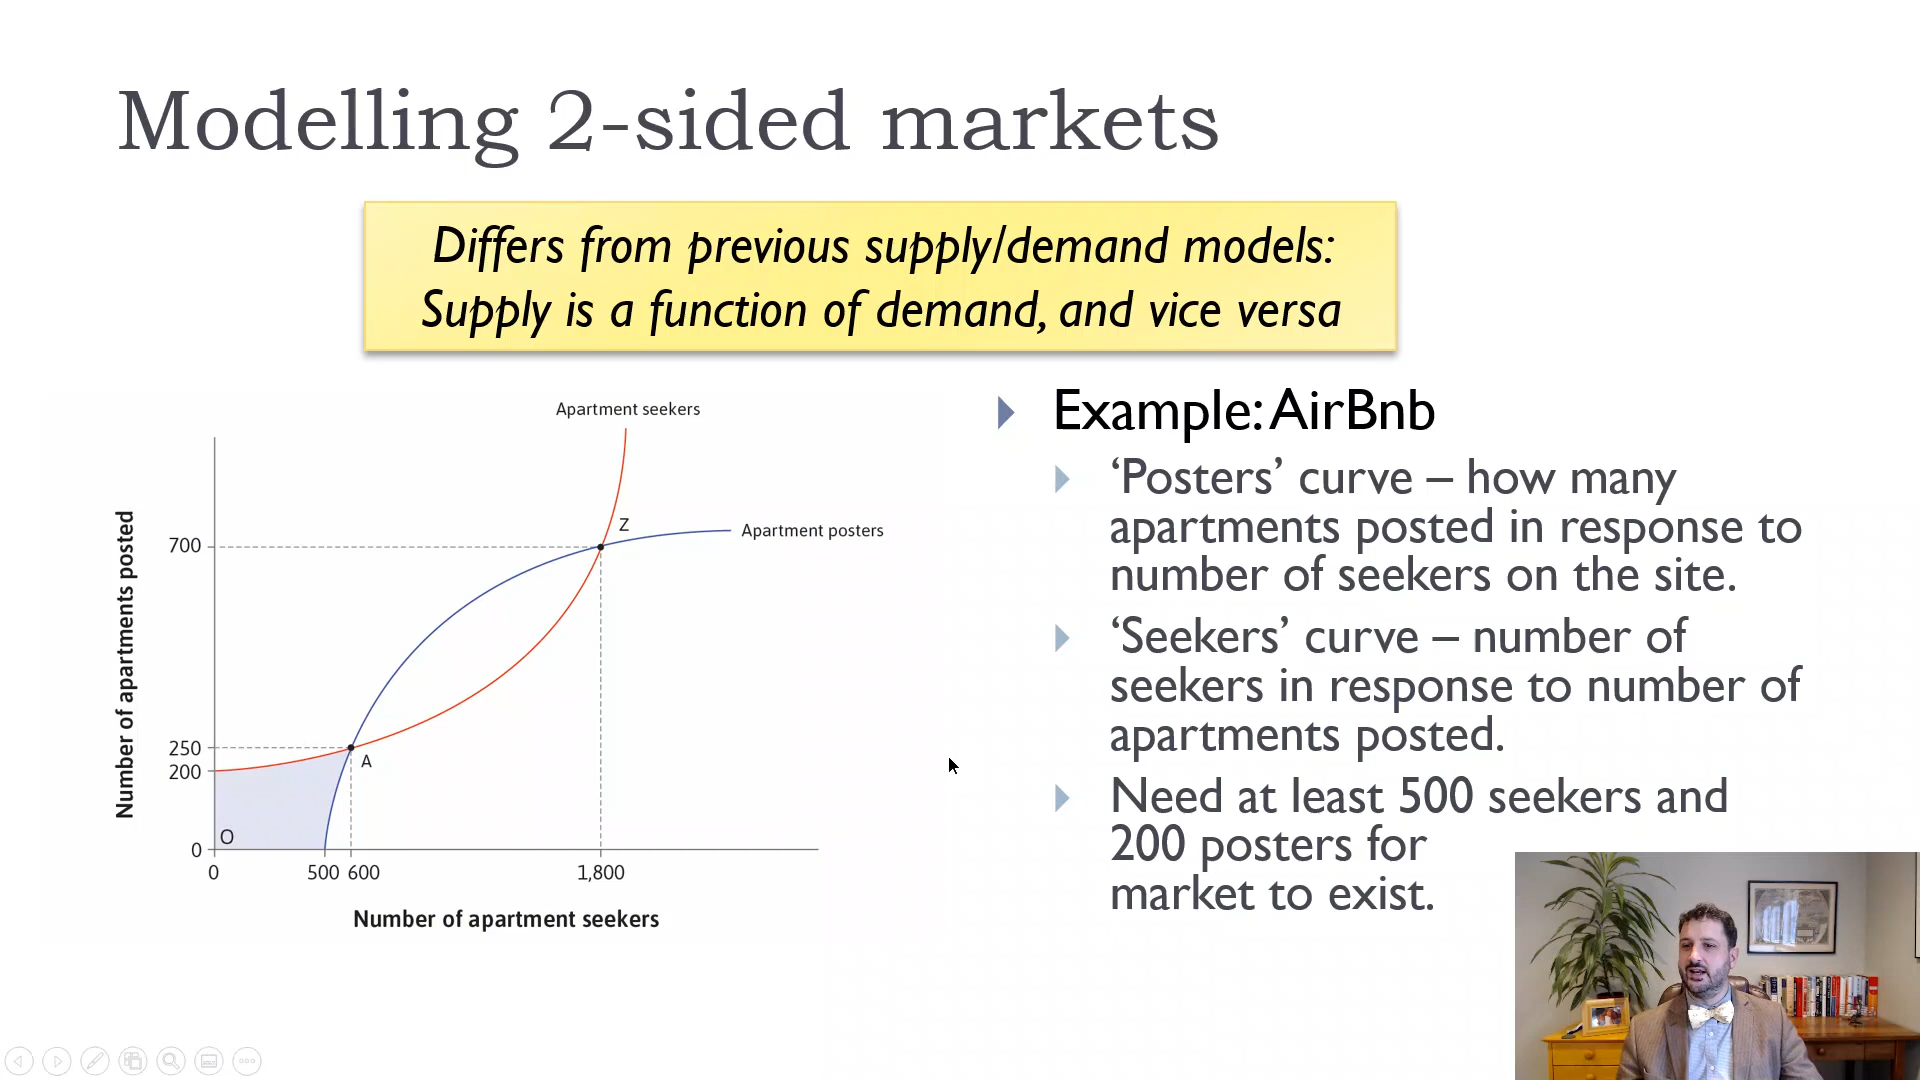 Modelling 2-sided markets
Differs from previous supply/demand models:
Supply is a function of demand, and vice versa
Apartment seekers
Z
Apartment posters
700
250
200
A
O
0
0
500
600
1,800
Number of apartments posted
Number of apartment seekers
Example: AirBnb
‘Posters’ curve – how many
apartments posted in response to
number of seekers on the site.
‘Seekers’ curve – number of
seekers in response to number of
apartments posted.
Need at least 500 seekers and
200 posters for
market to exist.